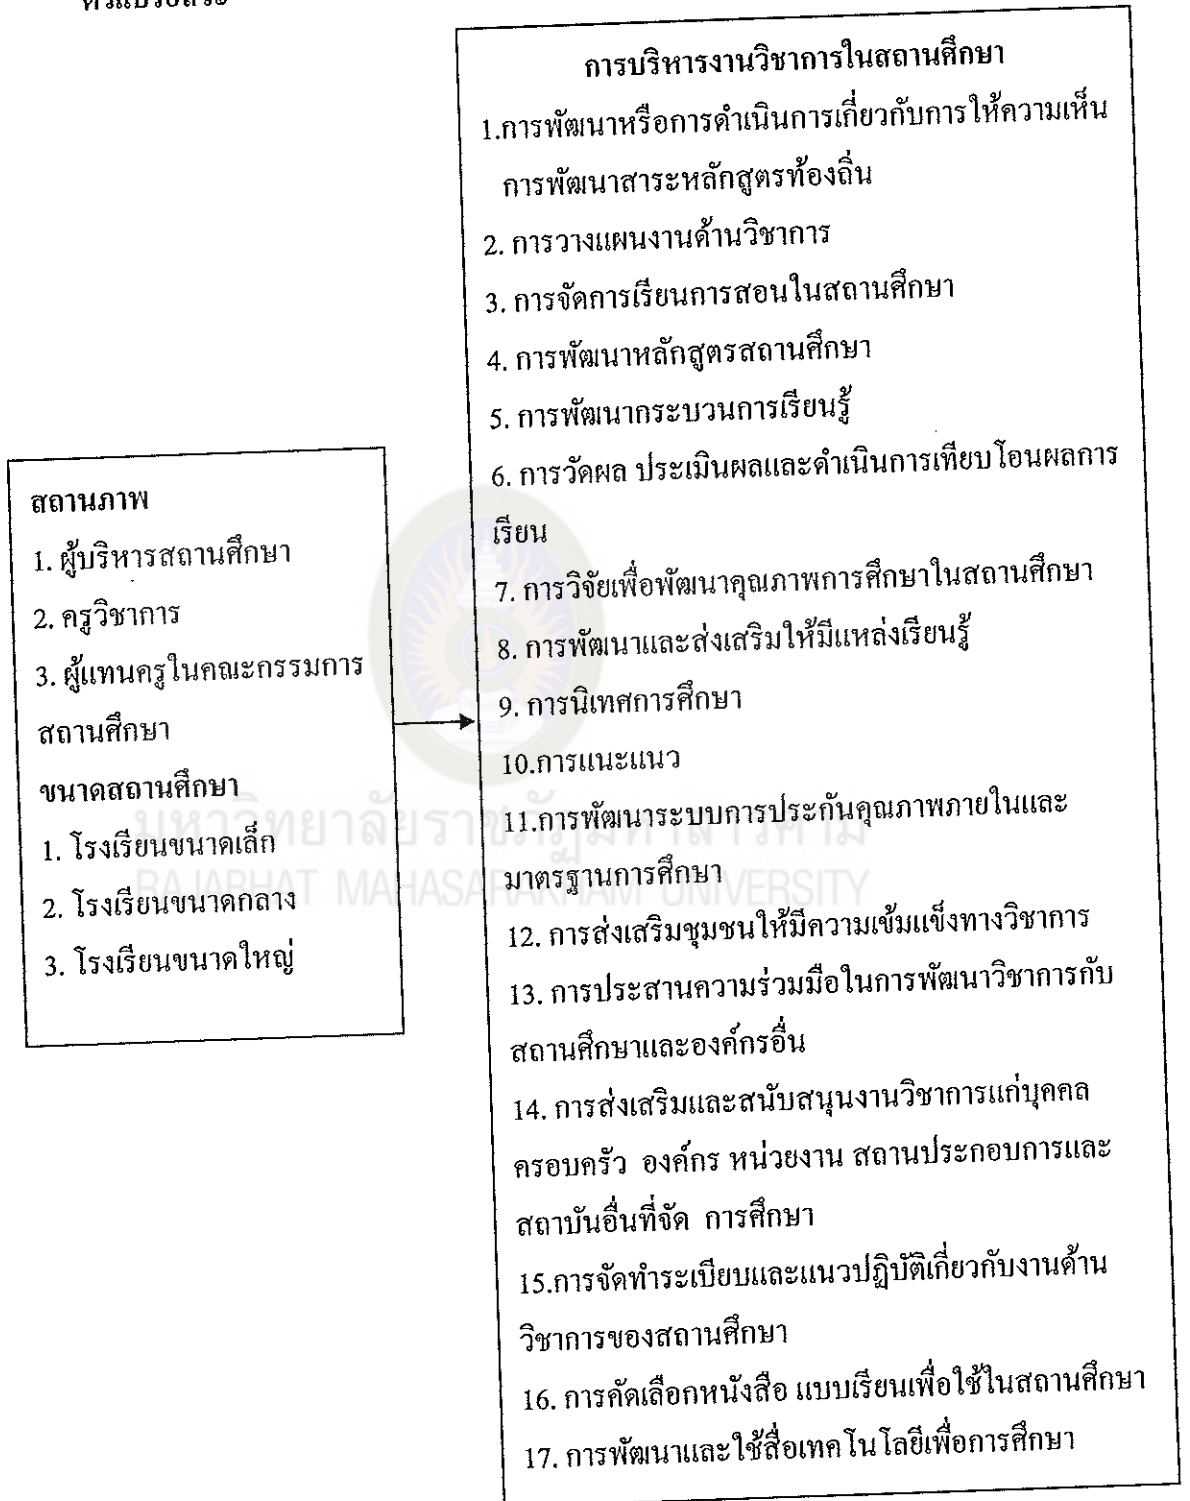 การบริหารงานวิชาการในสถานศึกษา
1.การพัฒนาหรือการดำเนินการเกี่ยวกับการให้ความเห็น
การพัฒนาสาระหลักสูตรท้องถิ่น
2. การวางแผนงานด้านวิชาการ
3. การจัดการเรียนการสอนในสถานศึกษา
4. การพัฒนาหลักสูตรสถานศึกษา
5. การพัฒนากระบวนการเรียนรู้
6. การวัดผล ประเมินผลและดำเนินการเทียบโอนผลการ
เรียน
7. การวิจัยเพื่อพัฒนาคุณภาพการศึกษาในสถานศึกษา
8. การพัฒนาและส่งเสริมให้มีแหล่งเรียนรู้
9. การนิเทศการศึกษา
10.การแนะแนว
11.การพัฒนาระบบการประกันคุณภาพภายในและ
มาตรฐานการศึกษา
12. การส่งเสริมชุมชนให้มีความเข้มแข็งทางวิชาการ
13. การประสานความร่วมมือในการพัฒนาวิชาการกับ
สถานศึกษาและองค์กรอื่น
14. การส่งเสริมและสนับสนุนงานวิชาการแก่บุคคล
ครอบครัว องค์กร หน่วยงาน สถานประกอบการและ
สถาบันอื่นที่จัด การศึกษา
15.การจัดทำระเบียบและแนวปฏิบัติเกี่ยวกับงานด้าน
วิชาการของสถานศึกษา
16. การคัดเลือกหนังสือ แบบเรียนเพื่อใช้ในสถานศึกษา
17. การพัฒนาและใช้สื่อเทคโนโลยีเพื่อการศึกษา
สถานภาพ
1. ผู้บริหารสถานศึกษา
2. ครูวิชาการ
3. ผู้แทนครูในคณะกรรมการ
สถานศึกษา
ขนาดสถานศึกษา
1. โรงเรียนขนาดเล็ก
2. โรงเรียนขนาดกลาง
3. โรงเรียนขนาดใหญ่
มหาวิทยาลัยราชภัฏมหาสารคาม
RAJABHAT MAHASARAKHAM UNIVERSITY